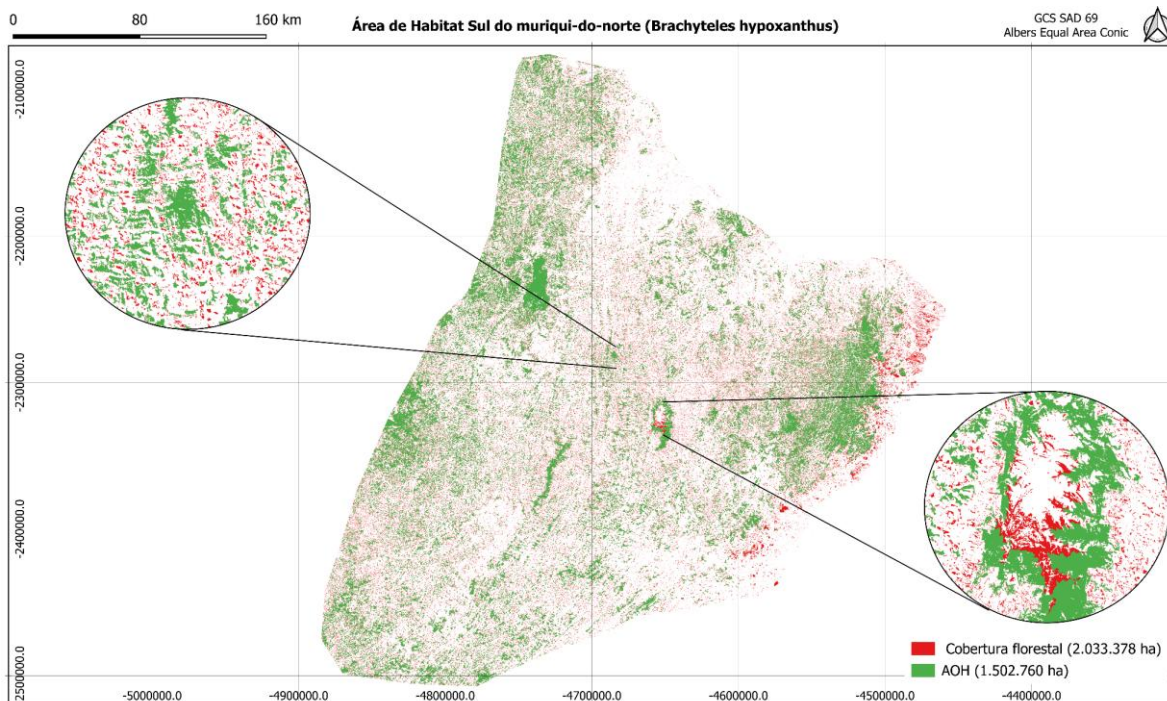 0 80 160 km
Área de Habitat Sul do muriqui-do-norte (Brachyteles hypoxanthus)
GCS SAD 69
Albers Equal Area Conic
-2100000.0
-2200000.0
-2300000.0
-2400000.0
-2500000.0
Cobertura florestal (2.033.378 ha)
AOH (1.502.760 ha)
-5000000.0 -4900000.0 -4800000.0 -4700000.0 -4600000.0 -4500000.0 -4400000.0